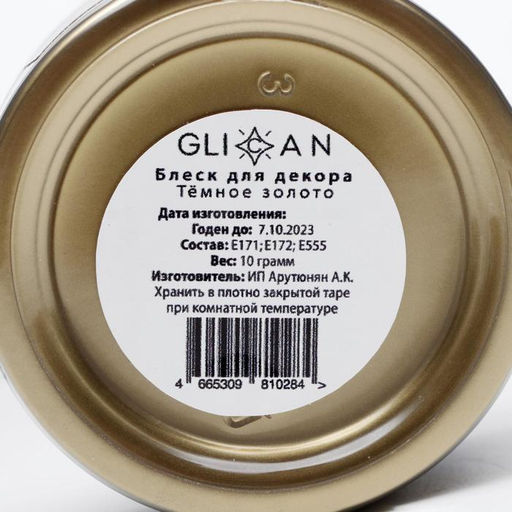 3
GLICAN
Блеск для декора
Тёмное золото
Дата изготовления:
Годен до: 7.10.2023
Состав: E171; E172; E555
Вес: 10 грамм
Изготовитель: ИП Арутюнян А.К.
Хранить в плотно закрытой таре
при комнатной температуре
4 665309 810284 >